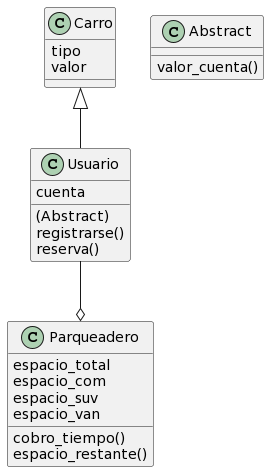 C Carro
tipo
valor
C Abstract
valor_cuenta()
C Usuario
cuenta
(Abstract)
registrarse()
reserva()
C Parqueadero
espacio_total
espacio_com
espacio_suv
espacio_van
cobro_tiempo()
espacio_restante()